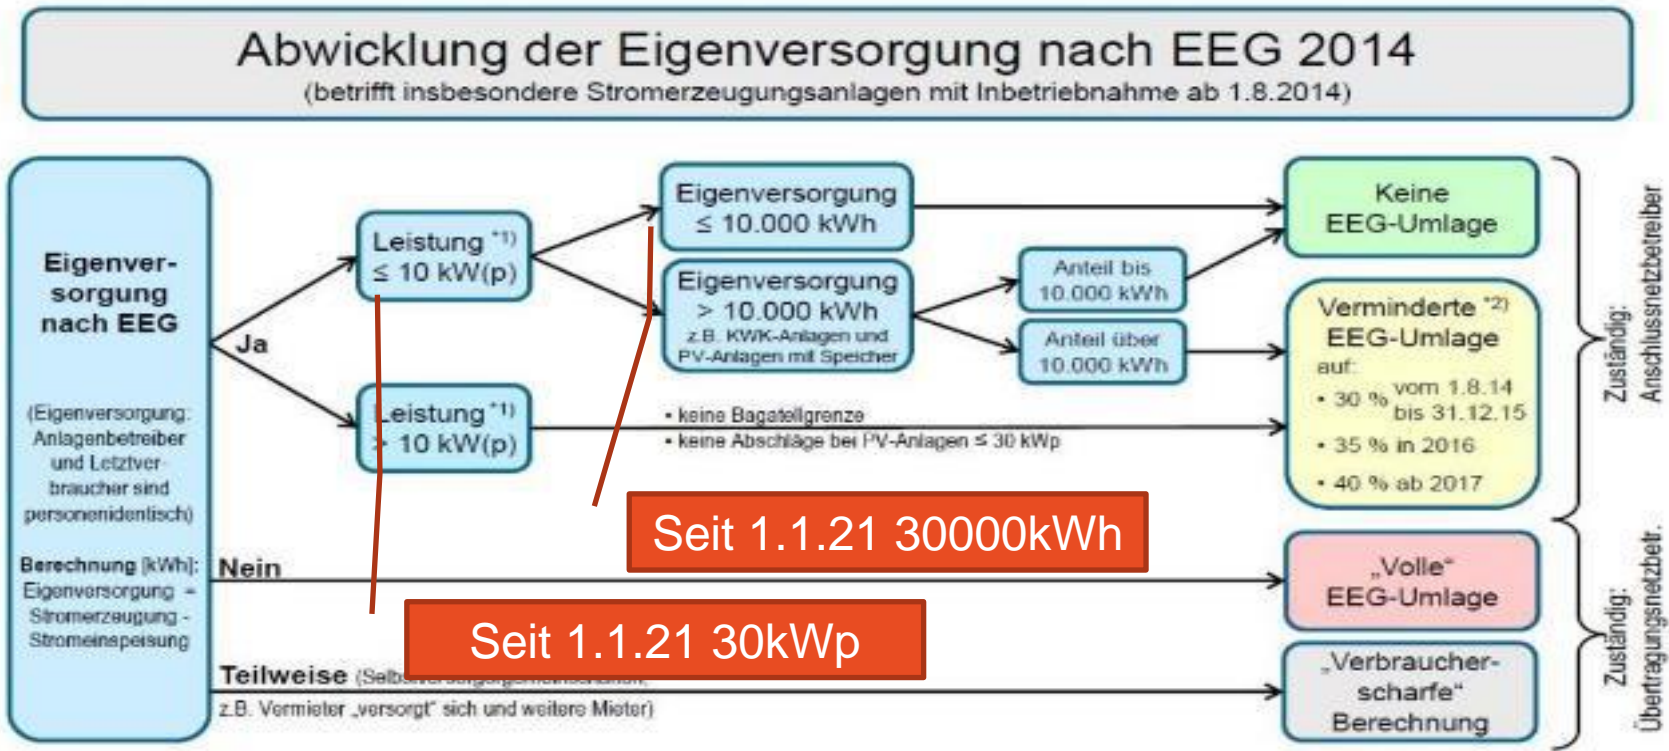 Abwicklung der Eigenversorgung nach EEG 2014
(betrifft insbesondere Stromerzeugungsanlagen mit Inbetriebnahme ab 1.8.2014)
Eigenver-
sorgung
nach EEG
(Eigenversorgung:
Anlagenbetreiber
und Letztver-
braucher sind
personenidentisch)
Berechnung [kWh]:
Eigenversorgung =
Stromerzeugung -
Stromeinspeisung
Ja
Leistung *1)
≤ 10 kW(p)
Leistung *1)
> 10 kW(p)
Eigenversorgung
≤ 10.000 kWh
Eigenversorgung
> 10.000 kWh
z.B. KWK-Anlagen und
PV-Anlagen mit Speicher
Anteil bis
10.000 kWh
Anteil über
10.000 kWh
• keine Bagatellgrenze
• keine Abschläge bei PV-Anlagen ≤ 30 kWp
Keine
EEG-Umlage
Verminderte *2)
EEG-Umlage
auf:
• 30 % vom 1.8.14
bis 31.12.15
• 35 % in 2016
• 40 % ab 2017
Seit 1.1.21 30000kWh
Nein
„Volle“
EEG-Umlage
Seit 1.1.21 30kWp
Teilweise
z.B. Vermieter „versorgt“ sich und weitere Mieter)
„Verbraucher-
scharfe“
Berechnung
Zuständig:
Anschlussnetzbetreiber
Zuständig:
Übertragungsnetzbetr.